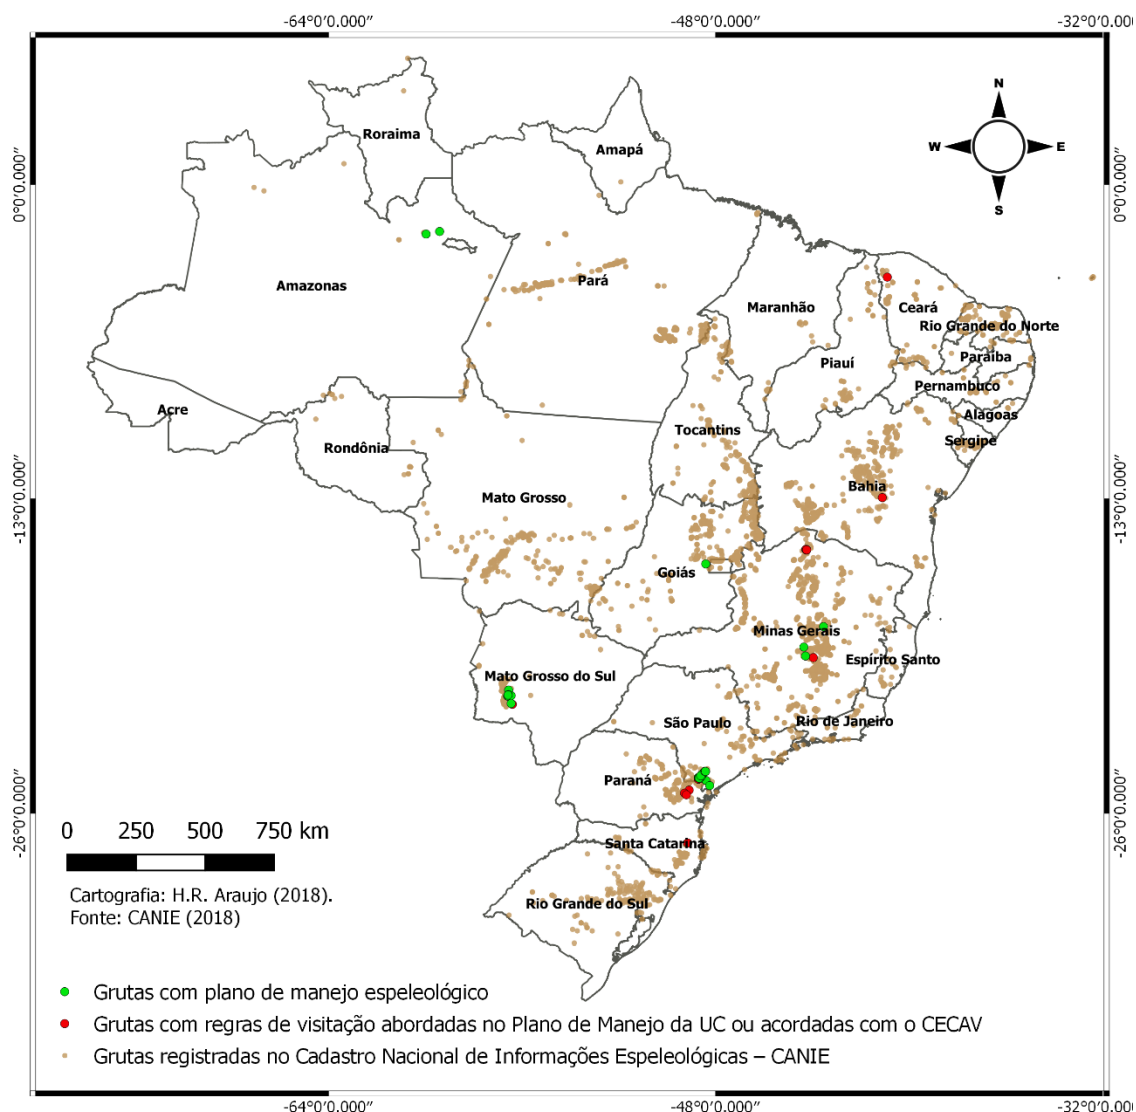 -64°0′0.000″
-48°0′0.000″
-32°0′0.000″
N
W
E
S
0°0′0.000″
0°0′0.000″
Roraima
Amapá
Amazonas
Pará
Maranhão
Ceará
Rio Grande do Norte
Paraíba
Piauí
Pernambuco
Acre
Alagoas
Tocantins
Sergipe
Rondônia
Bahia
Mato Grosso
-13°0′0.000″
-13°0′0.000″
Goiás
Minas Gerais
Espírito Santo
Mato Grosso do Sul
São Paulo
Rio de Janeiro
Paraná
-26°0′0.000″
-26°0′0.000″
0 250 500 750 km
Santa Catarina
Cartografia: H.R. Araujo (2018).
Fonte: CANIE (2018)
Rio Grande do Sul
Grutas com plano de manejo espeleológico
Grutas com regras de visitação abordadas no Plano de Manejo da UC ou acordadas com o CECAV
Grutas registradas no Cadastro Nacional de Informações Espeleológicas – CANIE
-64°0′0.000″
-48°0′0.000″
-32°0′0.000″